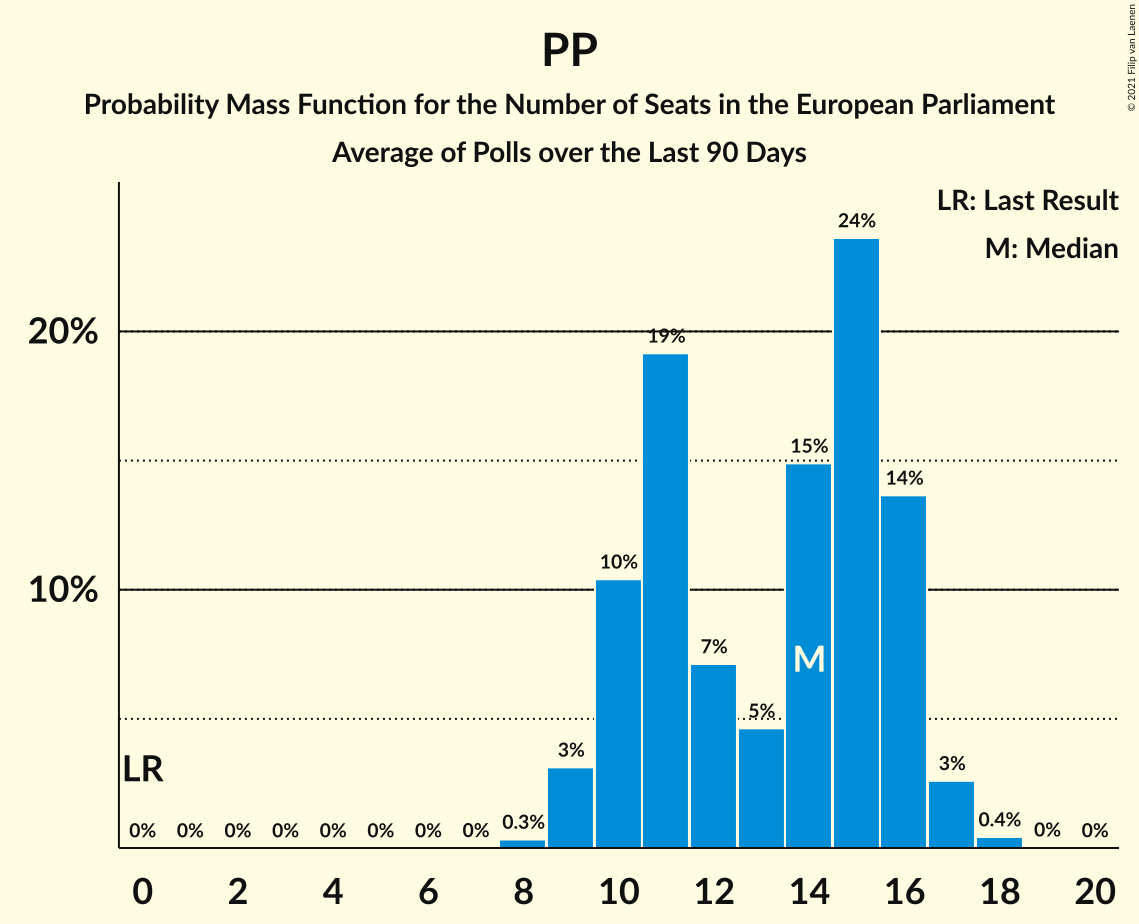 PP
Probability Mass Function for the Number of Seats in the European Parliament
Average of Polls over the Last 90 Days
© 2021 Filip van Laenen
LR: Last Result
M: Median
24%
20%
19%
15%
14%
10%
10%
7%
M
5%
3%
3%
LR
0% 0% 0% 0% 0% 0% 0% 0% 0.3% 0.4% 0% 0%
0 2 4 6 8 10 12 14 16 18 20